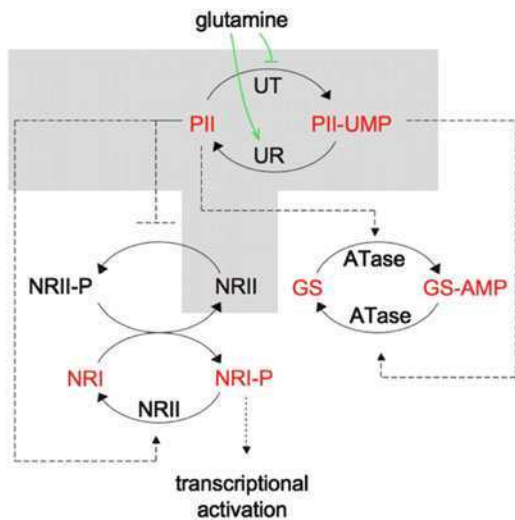 glutamine
UT
PII PII-UMP
UR
ATase
NRII-P NRII GS GS-AMP
ATase
NRI NRI-P
NRII
transcriptional
activation